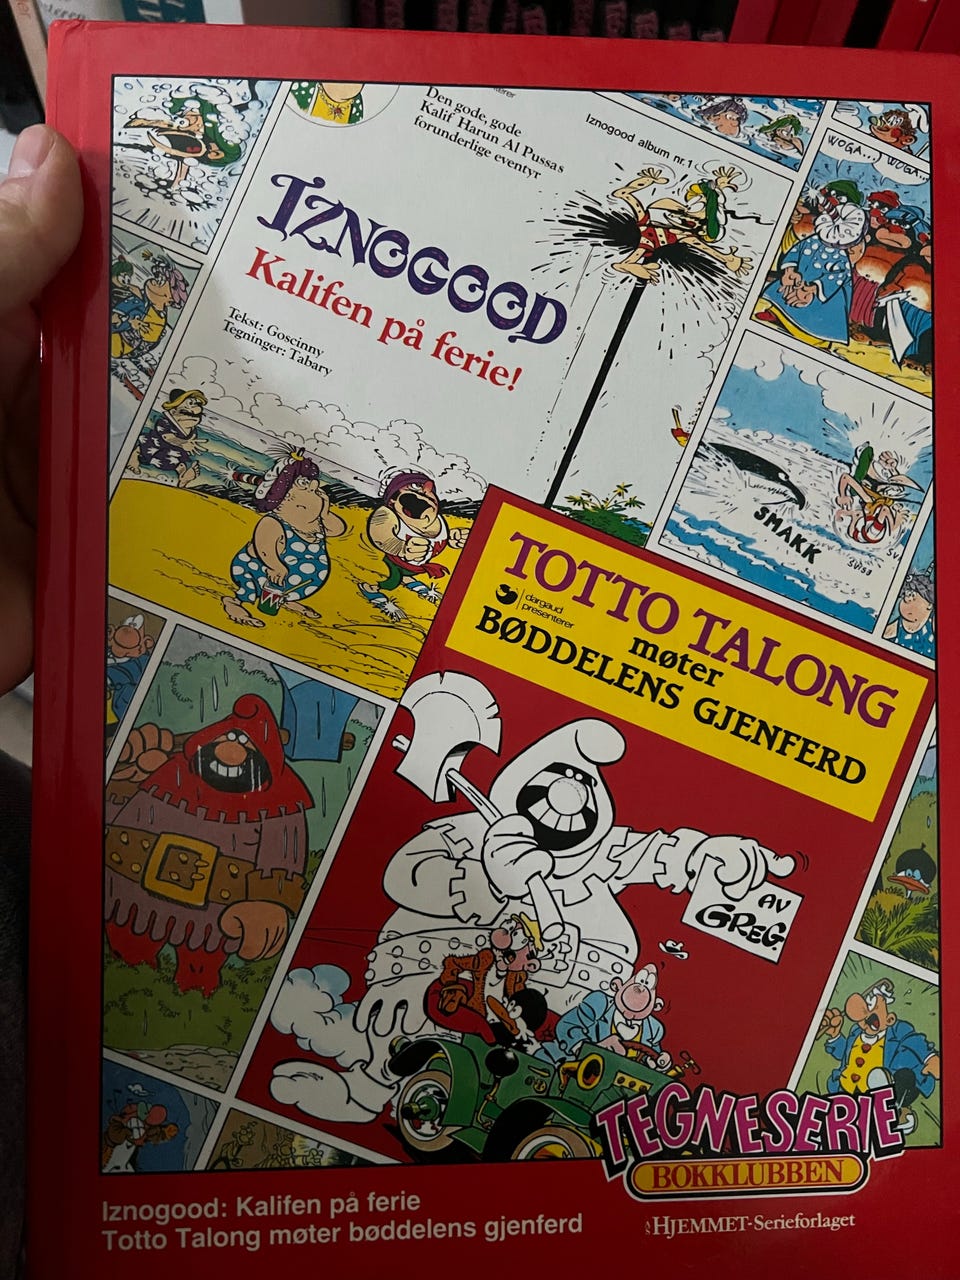 Den gode, gode
Kalif Harun Al Pussas
forunderlige eventyr
Iznogood album nr. 1
IZNOGOOD
Kalifen på ferie!
Tekst: Goscinny
Tegninger: Tabary
WOGA... WOGA...
SMAKK
SVISJ
TOTTO TALONG
dargaud
presenterer
møter
BØDDELENS GJENFERD
AV
GREG.
TEGNESERIE
BOKKLUBBEN
Iznogood: Kalifen på ferie
Totto Talong møter bøddelens gjenferd
HJEMMET-Serieforlaget